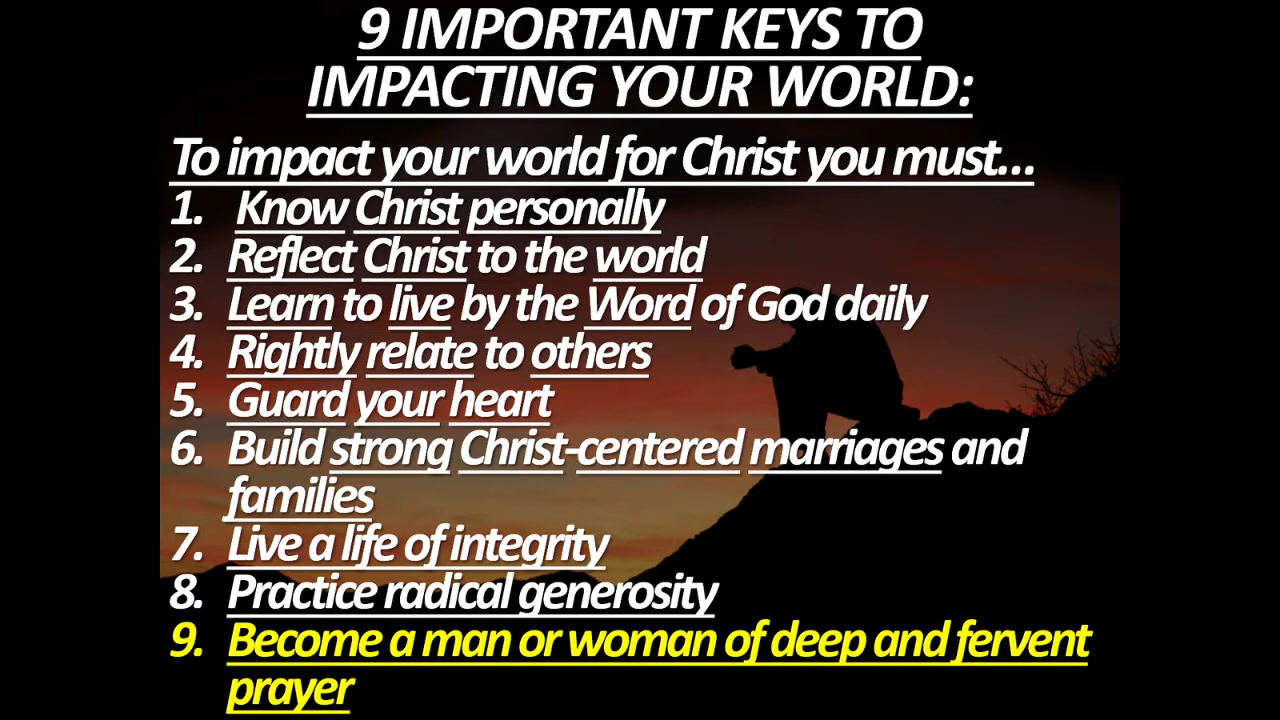 9 IMPORTANT KEYS TO
IMPACTING YOUR WORLD:
To impact your world for Christ you must...
1. Know Christ personally
2. Reflect Christ to the world
3. Learn to live by the Word of God daily
4. Rightly relate to others
5. Guard your heart
6. Build strong Christ-centered marriages and
families
7. Live a life of integrity
8. Practice radical generosity
9. Become a man or woman of deep and fervent
prayer